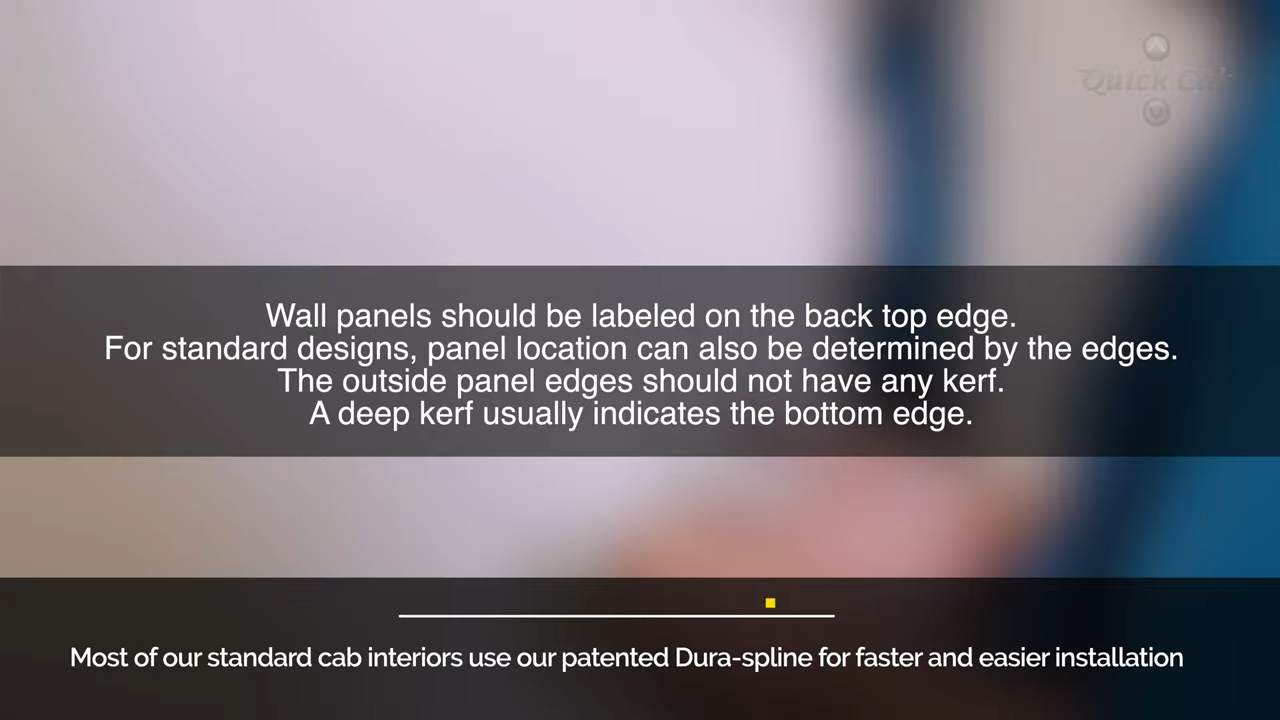 Quick Cab
Wall panels should be labeled on the back top edge.
For standard designs, panel location can also be determined by the edges.
The outside panel edges should not have any kerf.
A deep kerf usually indicates the bottom edge.
Most of our standard cab interiors use our patented Dura-spline for faster and easier installation